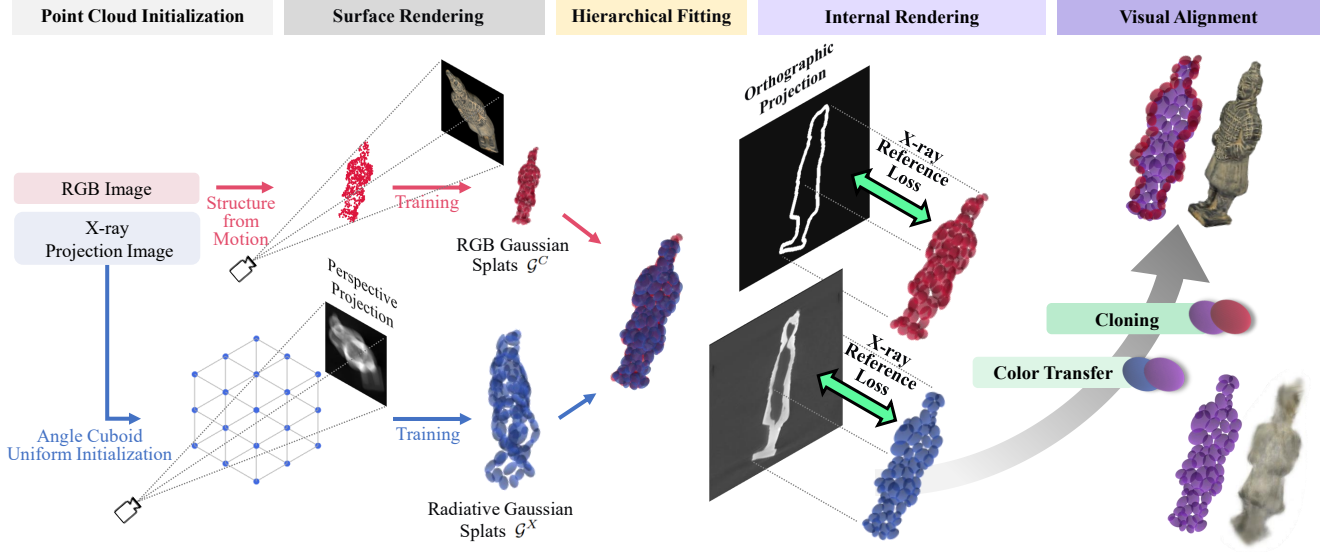 Point Cloud Initialization
Surface Rendering
Hierarchical Fitting
Internal Rendering
Visual Alignment
RGB Image
X-ray
Projection Image
Structure
from
Motion
Training
RGB Gaussian
Splats 𝒢^C
Perspective
Projection
Angle Cuboid
Uniform Initialization
Training
Radiative Gaussian
Splats 𝒢^X
Orthographic
Projection
X-ray
Reference
Loss
X-ray
Reference
Loss
Cloning
Color Transfer